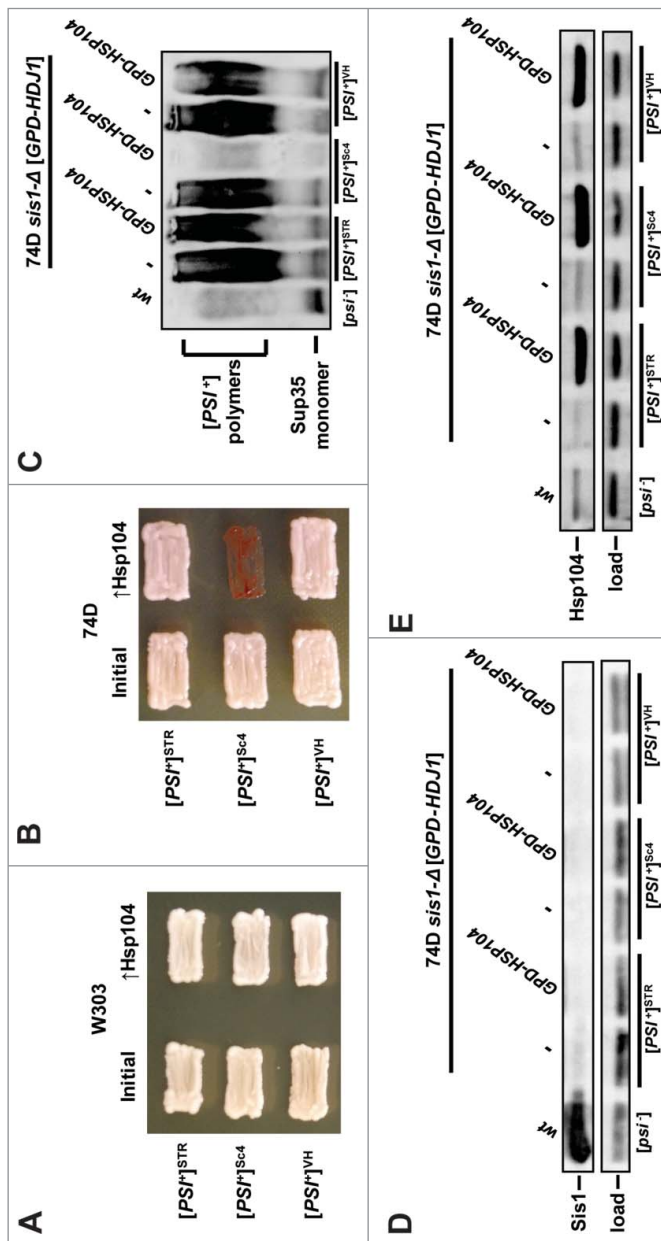 A
W303
Initial ↑Hsp104
[PSI⁺]ˢᵀᴿ
[PSI⁺]ˢᶜ⁴
[PSI⁺]ⱽᴴ
B
74D
Initial ↑Hsp104
[PSI⁺]ˢᵀᴿ
[PSI⁺]ˢᶜ⁴
[PSI⁺]ⱽᴴ
C
74D sis1-Δ [GPD-HDJ1]
wt - GPD-HSP104 - GPD-HSP104 - GPD-HSP104
[PSI⁺]
polymers
Sup35
monomer
[psi⁻] [PSI⁺]ˢᵀᴿ [PSI⁺]ˢᶜ⁴ [PSI⁺]ⱽᴴ
D
74D sis1-Δ [GPD-HDJ1]
wt - GPD-HSP104 - GPD-HSP104 - GPD-HSP104
Sis1
load
[psi⁻] [PSI⁺]ˢᵀᴿ [PSI⁺]ˢᶜ⁴ [PSI⁺]ⱽᴴ
E
74D sis1-Δ [GPD-HDJ1]
wt - GPD-HSP104 - GPD-HSP104 - GPD-HSP104
Hsp104
load
[psi⁻] [PSI⁺]ˢᵀᴿ [PSI⁺]ˢᶜ⁴ [PSI⁺]ⱽᴴ